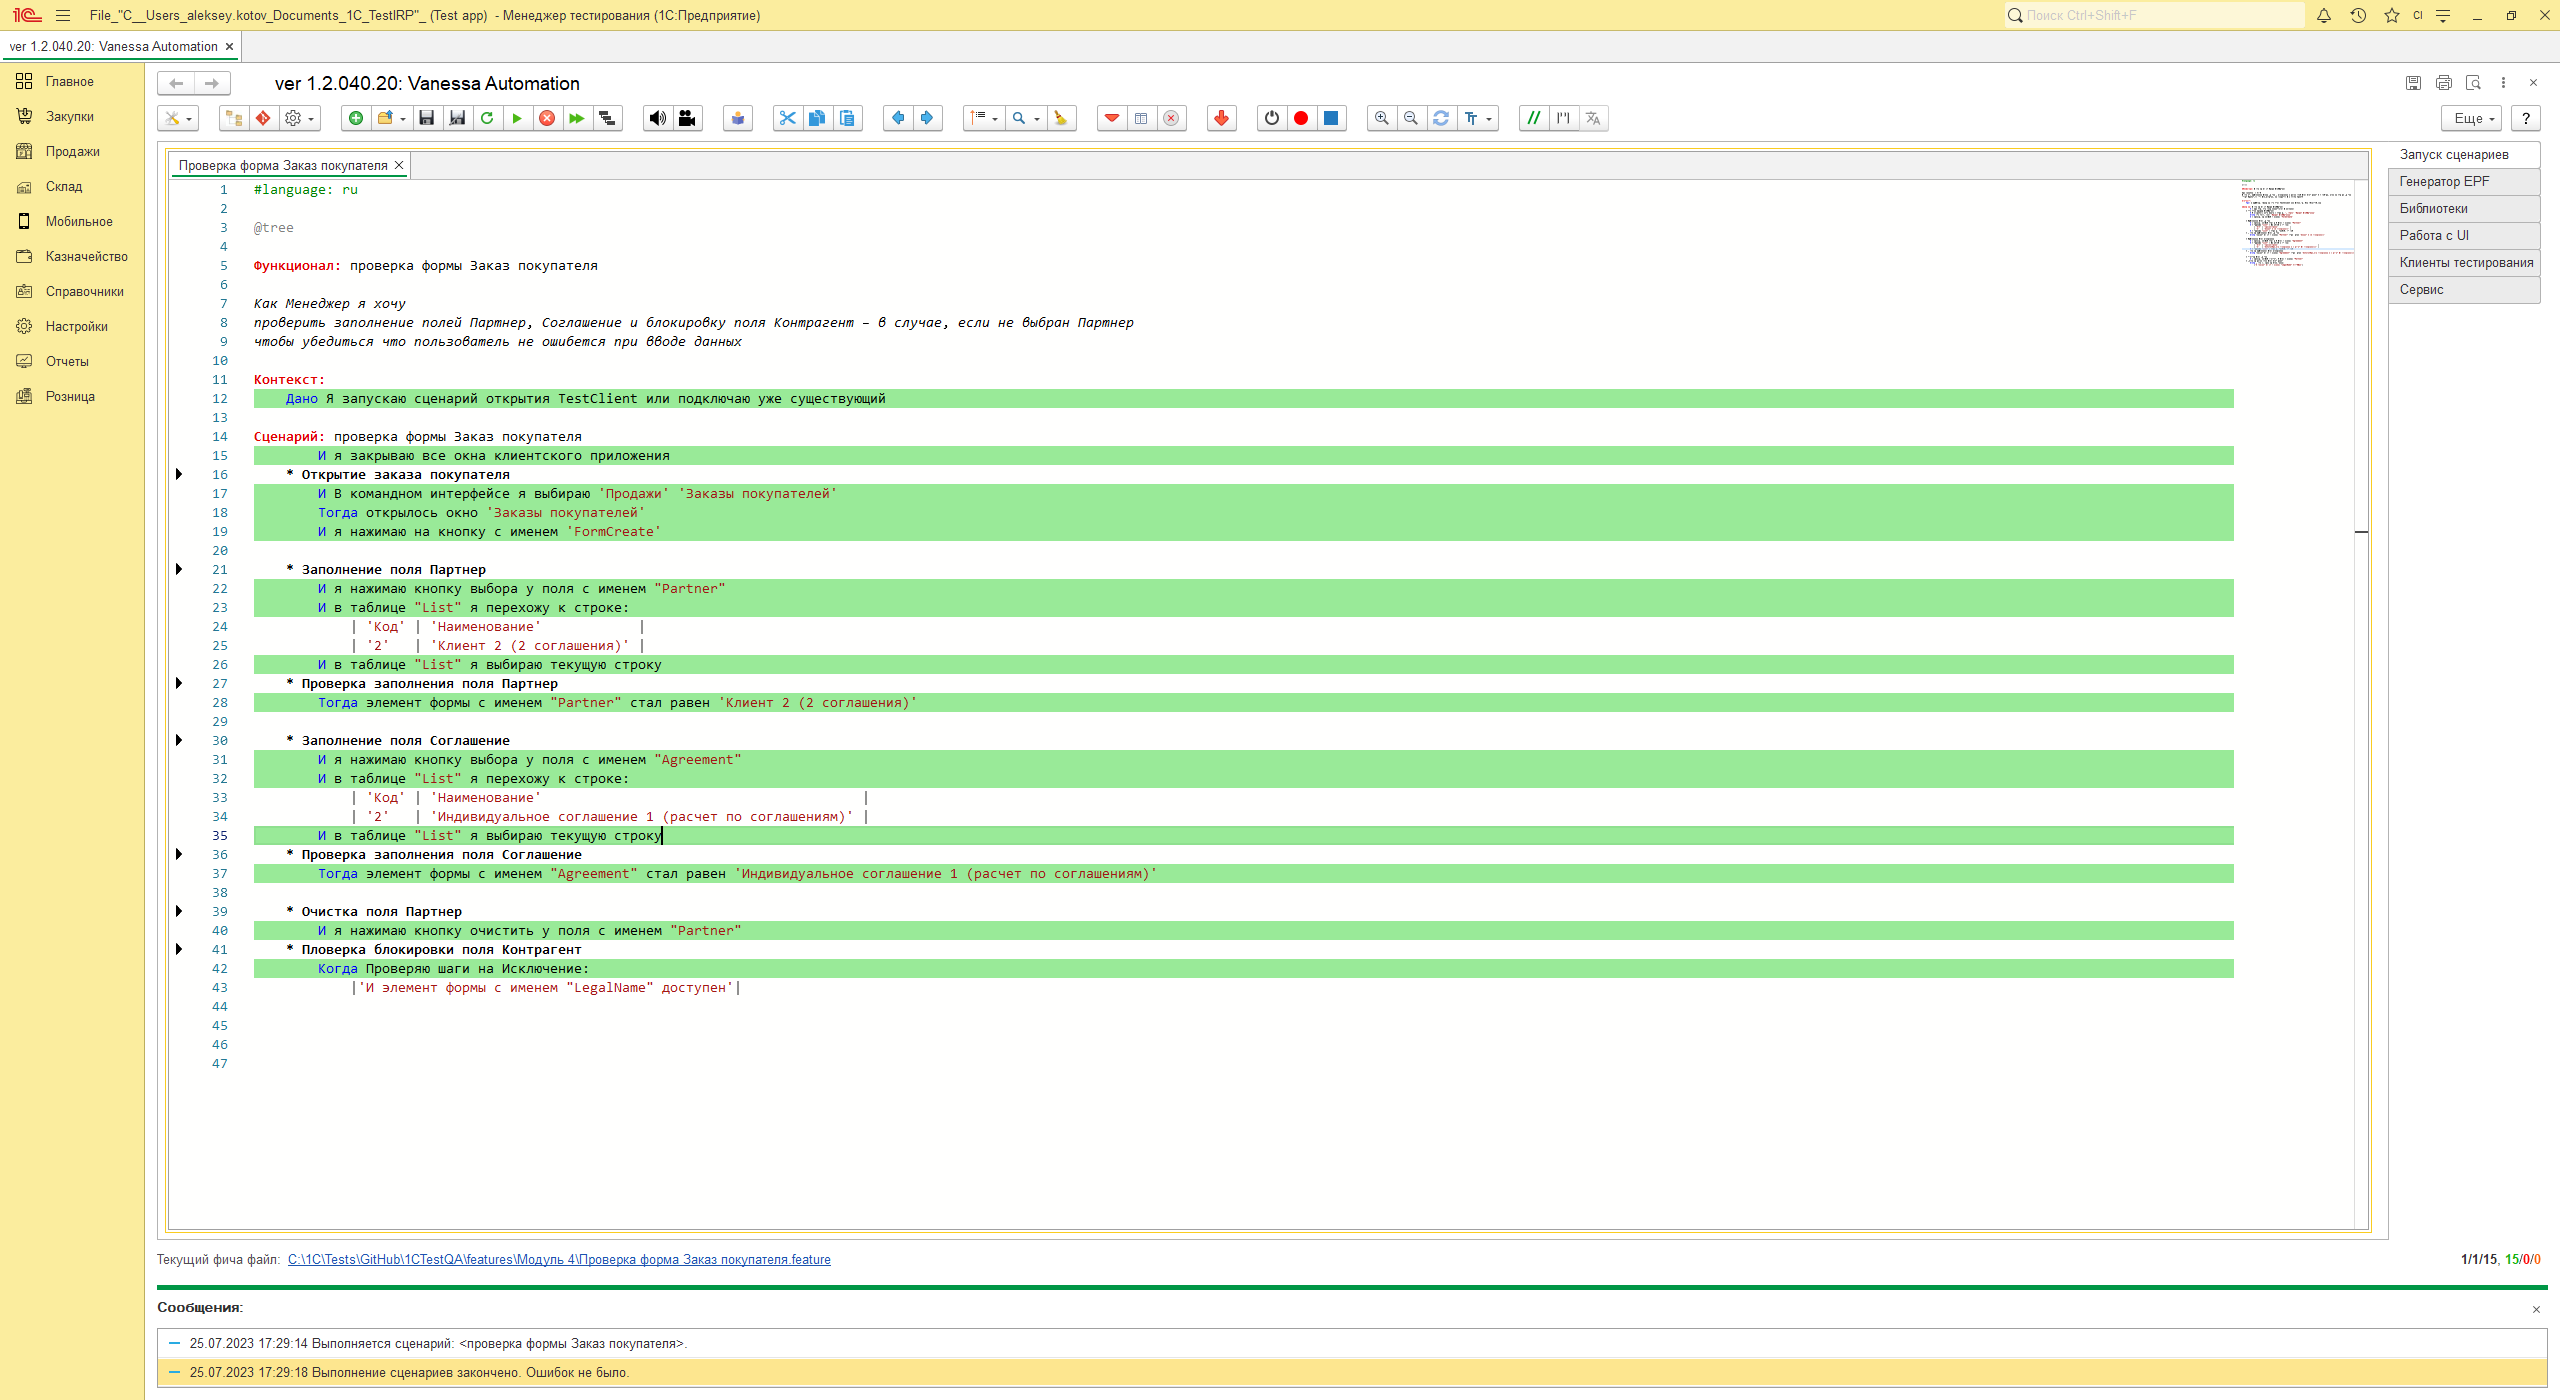 File_"C__Users_aleksey.kotov_Documents_1C_TestIRP"_ (Test app) - Менеджер тестирования (1С:Предприятие)
Поиск Ctrl+Shift+F
CI
ver 1.2.040.20: Vanessa Automation
Главное
Закупки
Продажи
Склад
Мобильное
Казначейство
Справочники
Настройки
Отчеты
Розница
ver 1.2.040.20: Vanessa Automation
Еще
?
Проверка форма Заказ покупателя
Запуск сценариев
Генератор EPF
Библиотеки
Работа с UI
Клиенты тестирования
Сервис
1 #language: ru
2
3 @tree
4
5 Функционал: проверка формы Заказ покупателя
6
7 Как Менеджер я хочу
8 проверить заполнение полей Партнер, Соглашение и блокировку поля Контрагент – в случае, если не выбран Партнер
9 чтобы убедиться что пользователь не ошибется при вводе данных
10
11 Контекст:
12 Дано Я запускаю сценарий открытия TestClient или подключаю уже существующий
13
14 Сценарий: проверка формы Заказ покупателя
15 И я закрываю все окна клиентского приложения
16 * Открытие заказа покупателя
17 И В командном интерфейсе я выбираю 'Продажи' 'Заказы покупателей'
18 Тогда открылось окно 'Заказы покупателей'
19 И я нажимаю на кнопку с именем 'FormCreate'
20
21 * Заполнение поля Партнер
22 И я нажимаю кнопку выбора у поля с именем "Partner"
23 И в таблице "List" я перехожу к строке:
24 | 'Код' | 'Наименование' |
25 | '2' | 'Клиент 2 (2 соглашения)' |
26 И в таблице "List" я выбираю текущую строку
27 * Проверка заполнения поля Партнер
28 Тогда элемент формы с именем "Partner" стал равен 'Клиент 2 (2 соглашения)'
29
30 * Заполнение поля Соглашение
31 И я нажимаю кнопку выбора у поля с именем "Agreement"
32 И в таблице "List" я перехожу к строке:
33 | 'Код' | 'Наименование' |
34 | '2' | 'Индивидуальное соглашение 1 (расчет по соглашениям)' |
35 И в таблице "List" я выбираю текущую строку
36 * Проверка заполнения поля Соглашение
37 Тогда элемент формы с именем "Agreement" стал равен 'Индивидуальное соглашение 1 (расчет по соглашениям)'
38
39 * Очистка поля Партнер
40 И я нажимаю кнопку очистить у поля с именем "Partner"
41 * Пловерка блокировки поля Контрагент
42 Когда Проверяю шаги на Исключение:
43 |'И элемент формы с именем "LegalName" доступен'|
44
45
46
47
Текущий фича файл: C:\1C\Tests\GitHub\1CTestQA\features\Модуль 4\Проверка форма Заказ покупателя.feature
1/1/15, 15/0/0
Сообщения:
25.07.2023 17:29:14 Выполняется сценарий: <проверка формы Заказ покупателя>.
25.07.2023 17:29:18 Выполнение сценариев закончено. Ошибок не было.